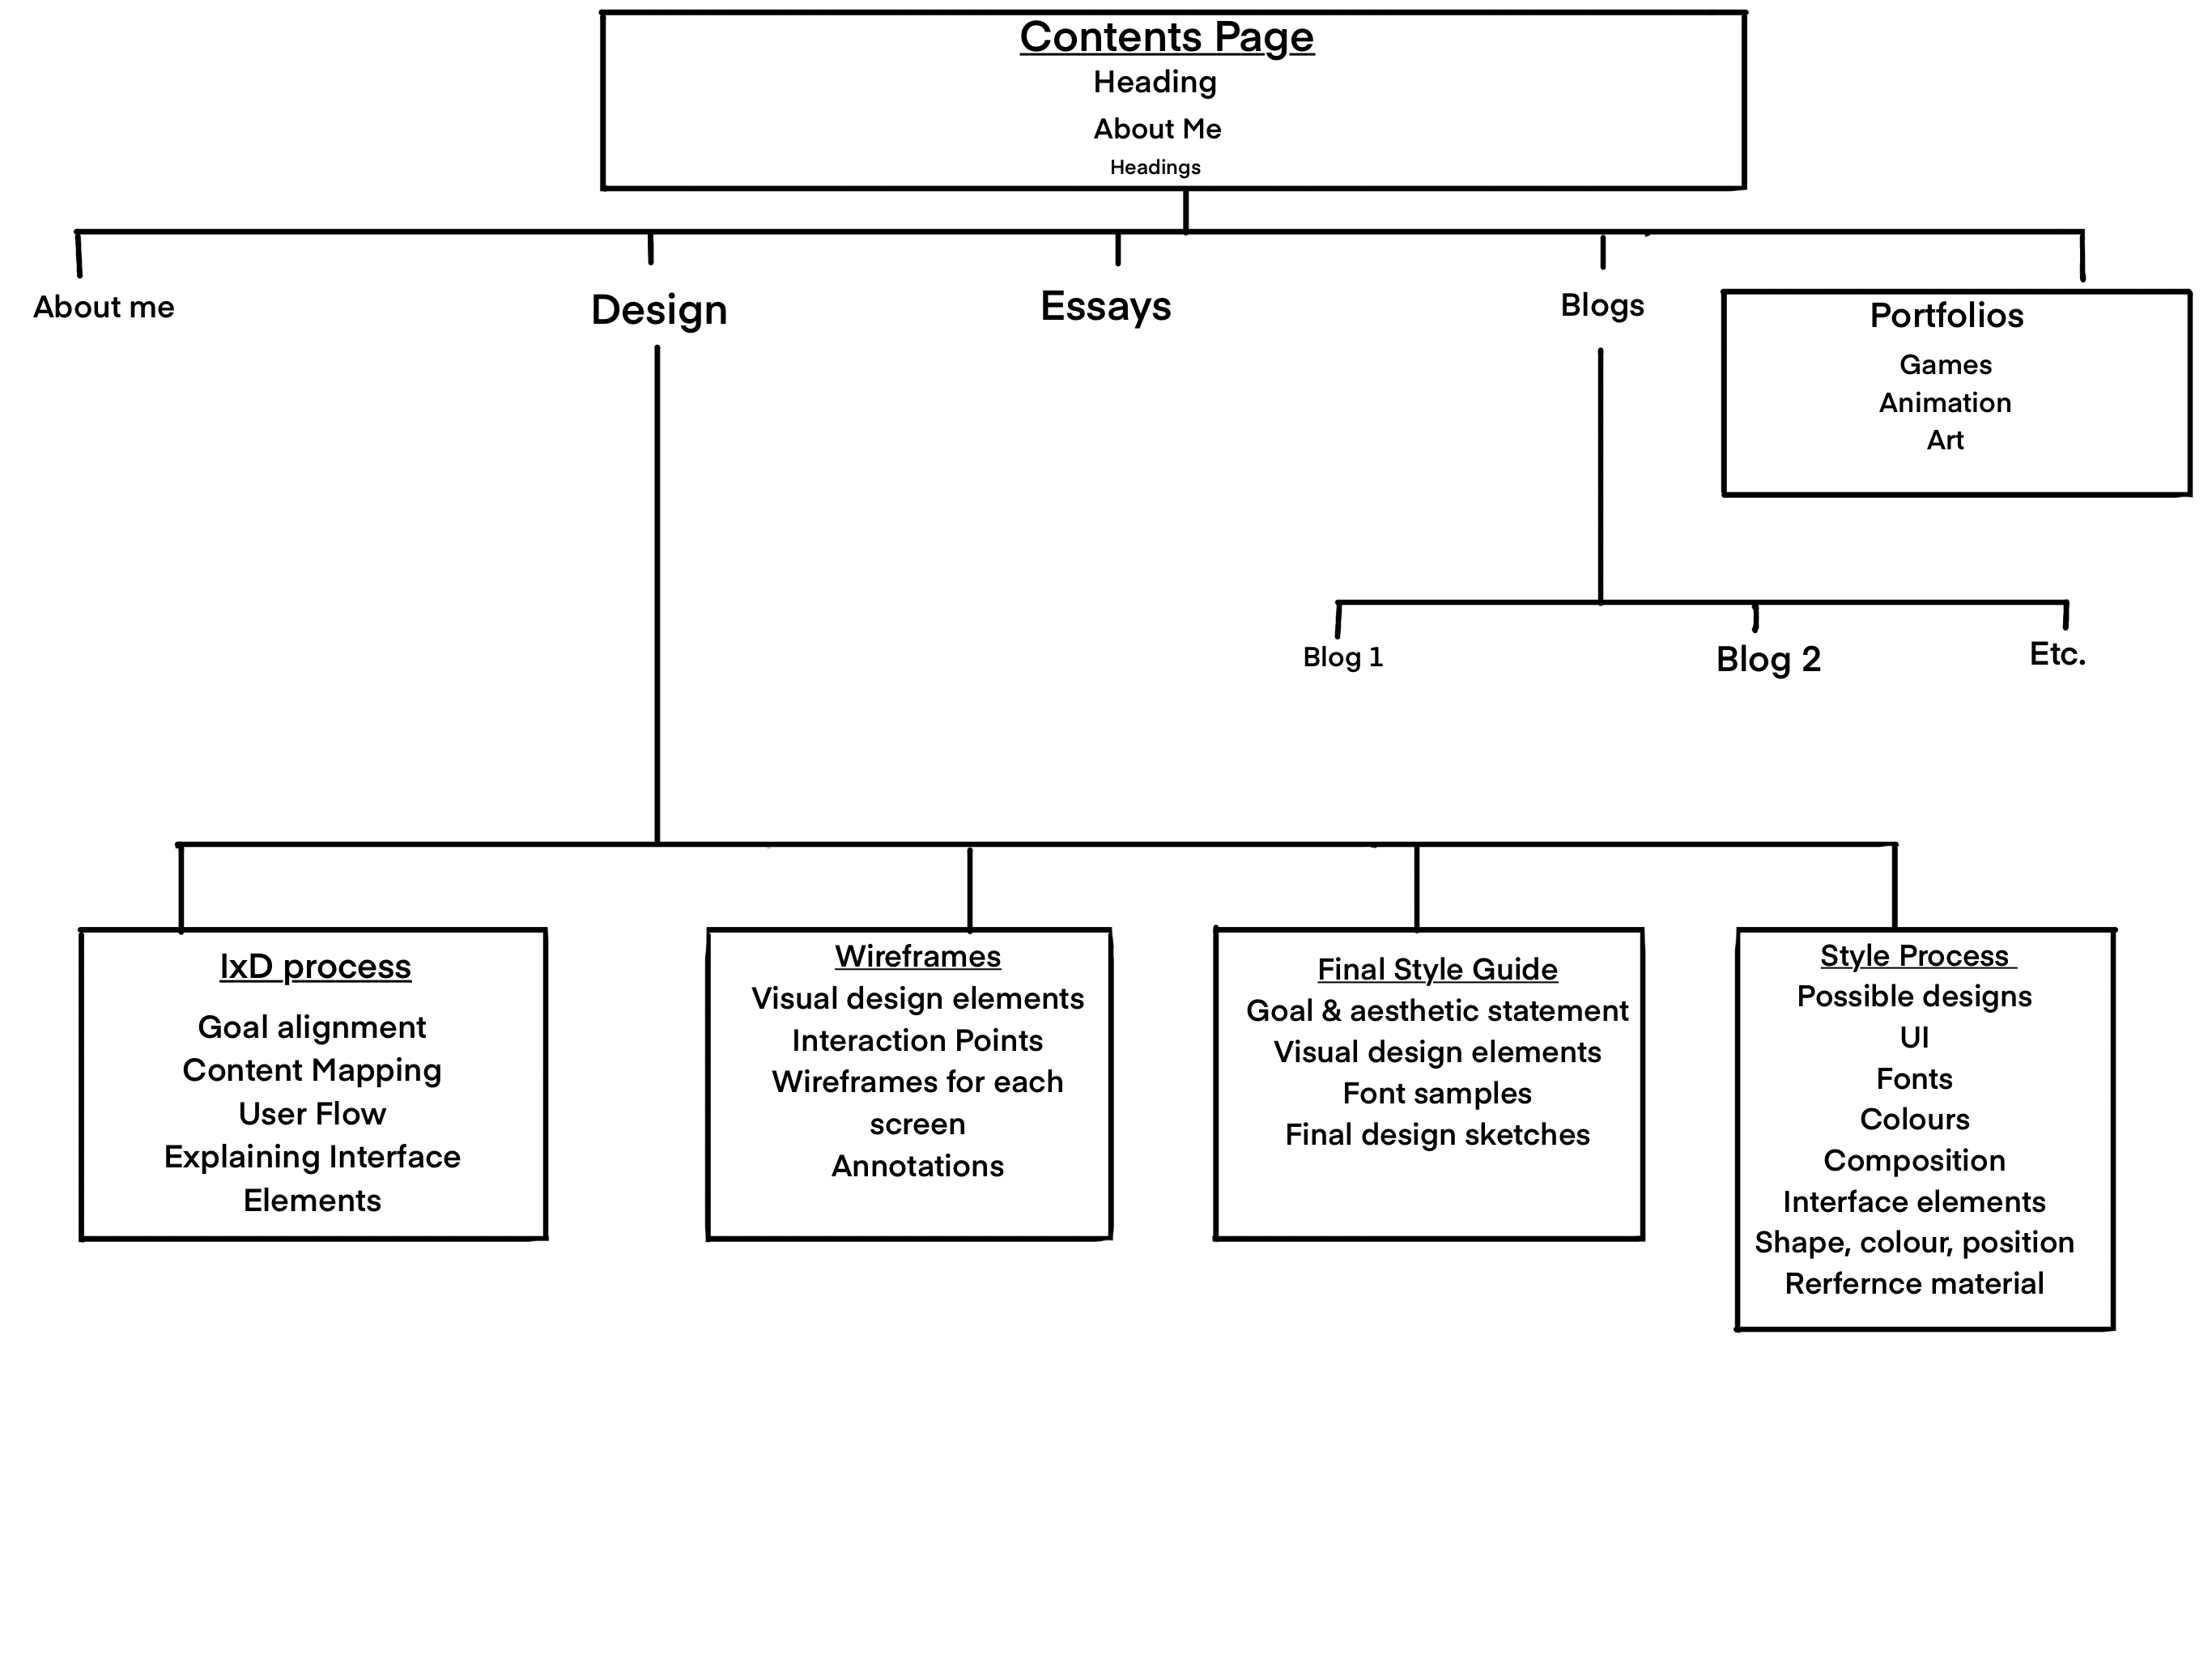 Contents Page
Heading
About Me
Headings
About me
Design
Essays
Blogs
Portfolios
Games
Animation
Art
Blog 1
Blog 2
Etc.
IxD process
Goal alignment
Content Mapping
User Flow
Explaining Interface
Elements
Wireframes
Visual design elements
Interaction Points
Wireframes for each
screen
Annotations
Final Style Guide
Goal & aesthetic statement
Visual design elements
Font samples
Final design sketches
Style Process
Possible designs
UI
Fonts
Colours
Composition
Interface elements
Shape, colour, position
Rerfernce material